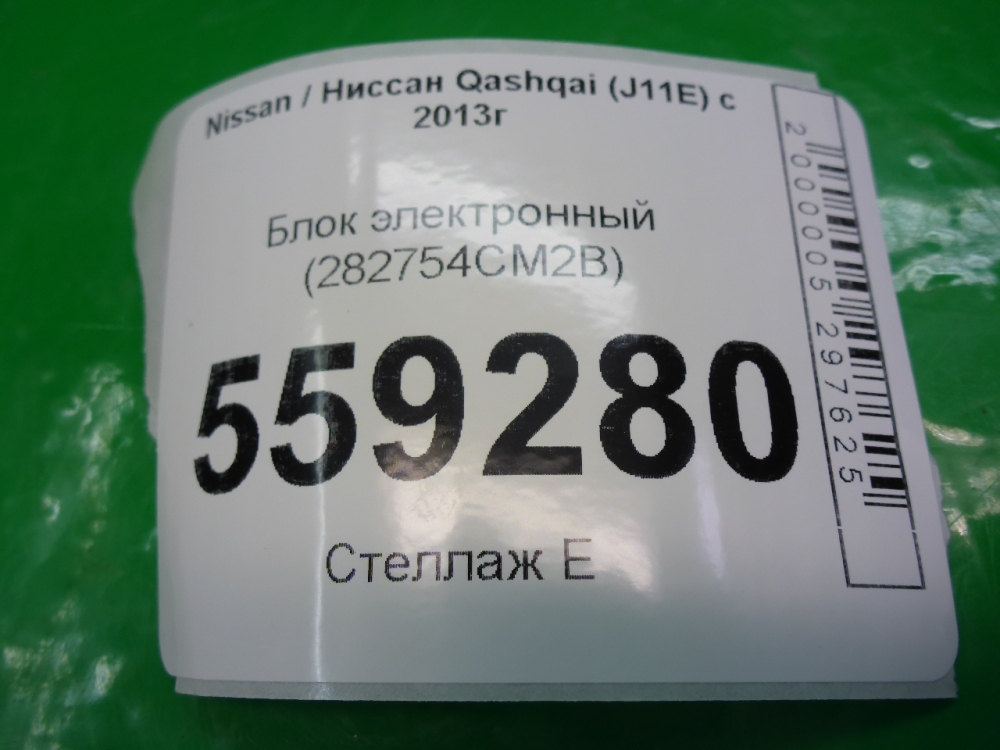 Nissan / Ниссан Qashqai (J11E) с
2013г
Блок электронный
(282754CM2B)
559280
Стеллаж Е
2000005297625